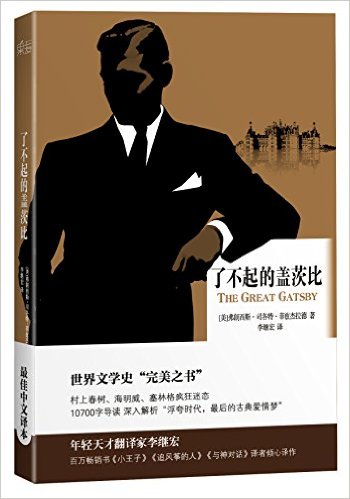 果麦
了不起的盖茨比
李继宏 译
最佳中文译本
了不起的盖茨比
THE GREAT GATSBY
[美]弗朗西斯·司各特·菲茨杰拉德 著
李继宏 译
世界文学史“完美之书”
村上春树、海明威、塞林格疯狂迷恋
10700字导读 深入解析“浮夸时代，最后的古典爱情梦”
年轻天才翻译家李继宏
百万畅销书《小王子》《追风筝的人》《与神对话》译者倾心译作